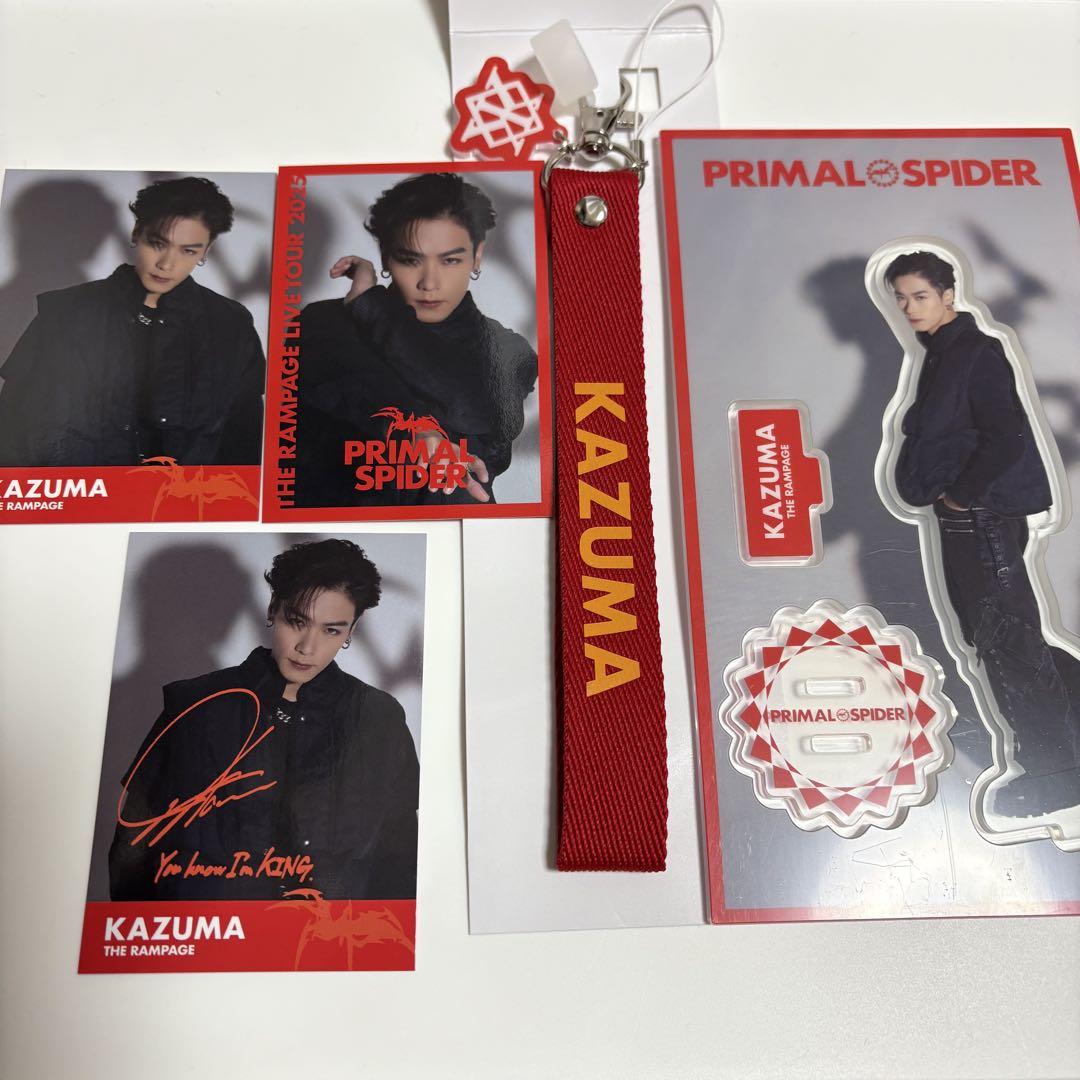 KAZUMA
THE RAMPAGE
THE RAMPAGE LIVE TOUR 2025
PRIMAL
SPIDER
KAZUMA
PRIMAL SPIDER
KAZUMA
THE RAMPAGE
PRIMAL SPIDER
You know I'm KING.
KAZUMA
THE RAMPAGE